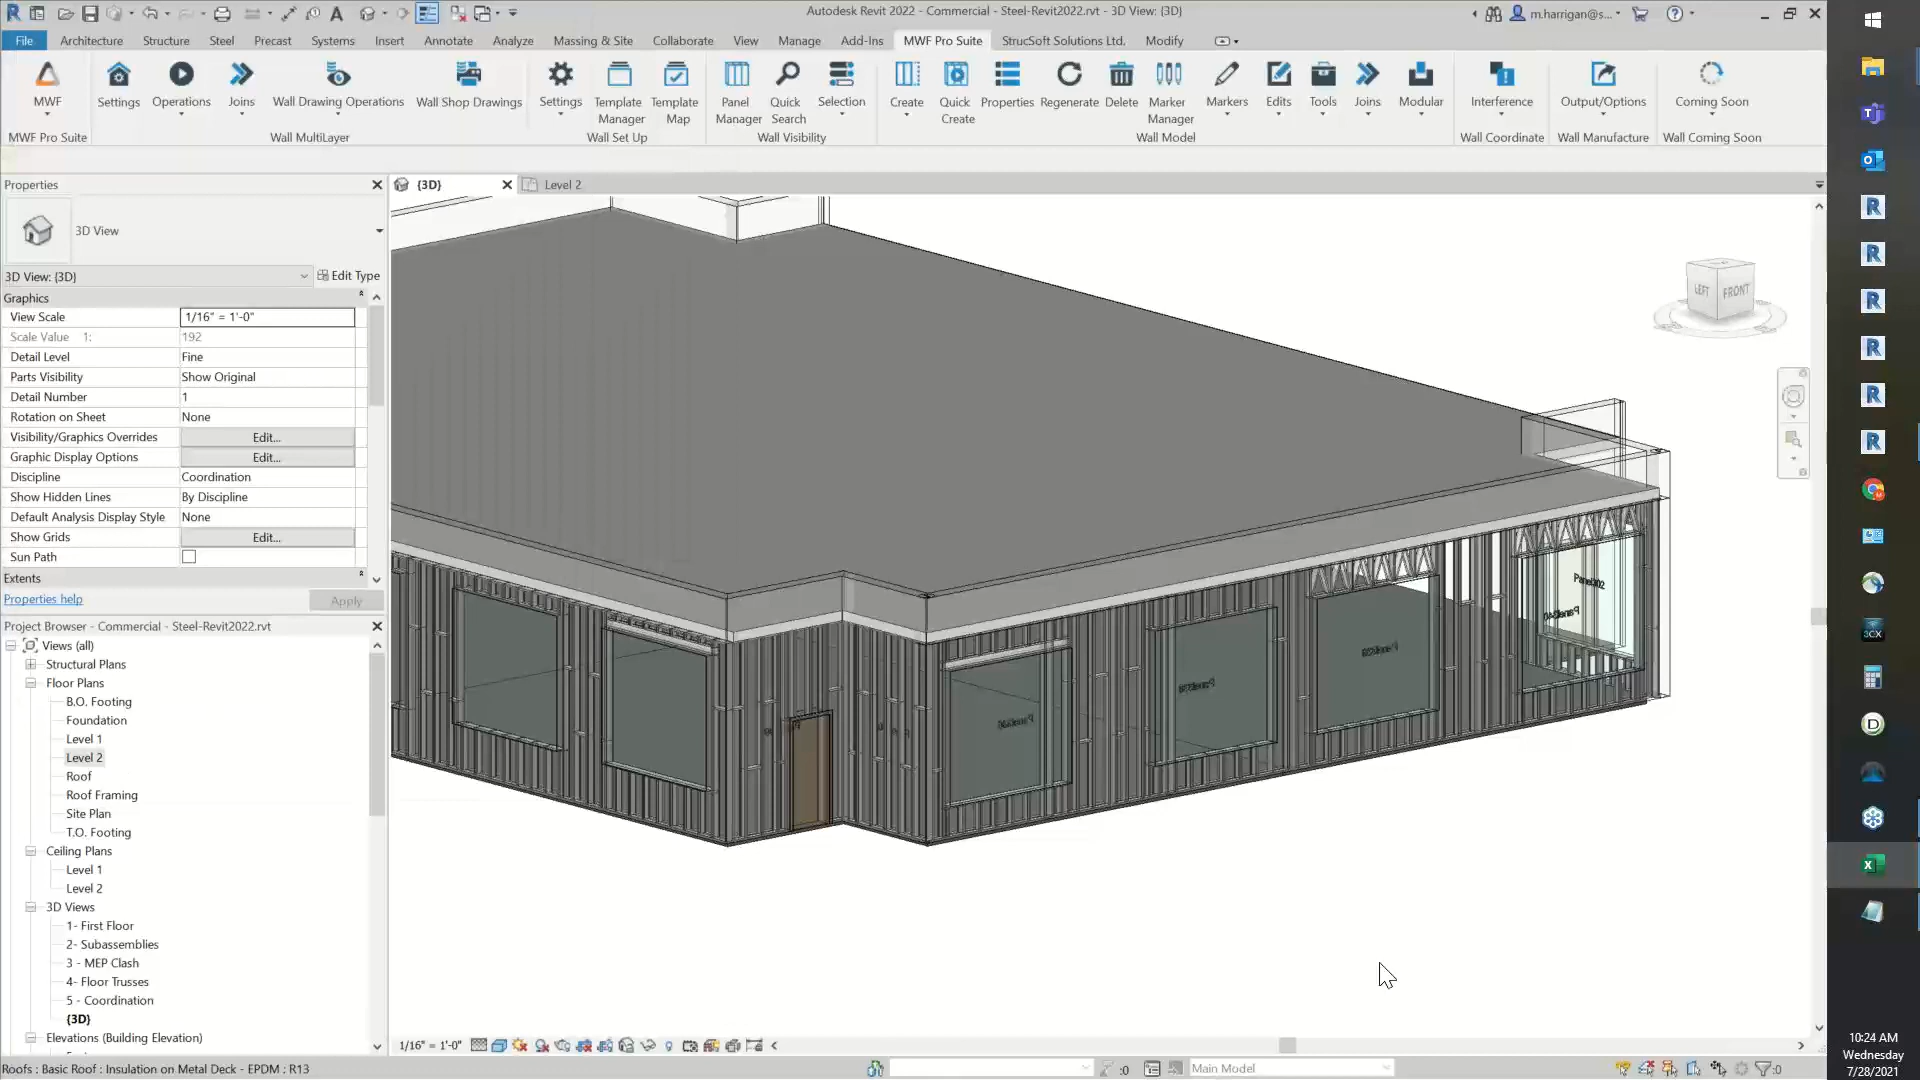 Autodesk Revit 2022 - Commercial - Steel-Revit2022.rvt - 3D View: {3D}
m.harrigan@s...
File Architecture Structure Steel Precast Systems Insert Annotate Analyze Massing & Site Collaborate View Manage Add-Ins MWF Pro Suite StrucSoft Solutions Ltd. Modify
MWF Settings Operations Joins Wall Drawing Operations Wall Shop Drawings Settings Template Manager Template Map Panel Manager Quick Search Selection Create Quick Create Properties Regenerate Delete Marker Manager Markers Edits Tools Joins Modular Interference Output/Options Coming Soon
MWF Pro Suite Wall MultiLayer Wall Set Up Wall Visibility Wall Model Wall Coordinate Wall Manufacture Wall Coming Soon
Properties
{3D}
Level 2
3D View
3D View: {3D}
Edit Type
Graphics
View Scale 1/16" = 1'-0"
Scale Value 1: 192
Detail Level Fine
Parts Visibility Show Original
Detail Number 1
Rotation on Sheet None
Visibility/Graphics Overrides Edit...
Graphic Display Options Edit...
Discipline Coordination
Show Hidden Lines By Discipline
Default Analysis Display Style None
Show Grids Edit...
Sun Path
Extents
Properties help
Apply
Project Browser - Commercial - Steel-Revit2022.rvt
Views (all)
Structural Plans
Floor Plans
B.O. Footing
Foundation
Level 1
Level 2
Roof
Roof Framing
Site Plan
T.O. Footing
Ceiling Plans
Level 1
Level 2
3D Views
1- First Floor
2- Subassemblies
3 - MEP Clash
4- Floor Trusses
5 - Coordination
{3D}
Elevations (Building Elevation)
LEFT FRONT
1/16" = 1'-0"
Roofs : Basic Roof : Insulation on Metal Deck - EPDM : R13
:0
Main Model
:0
3CX
10:24 AM
Wednesday
7/28/2021